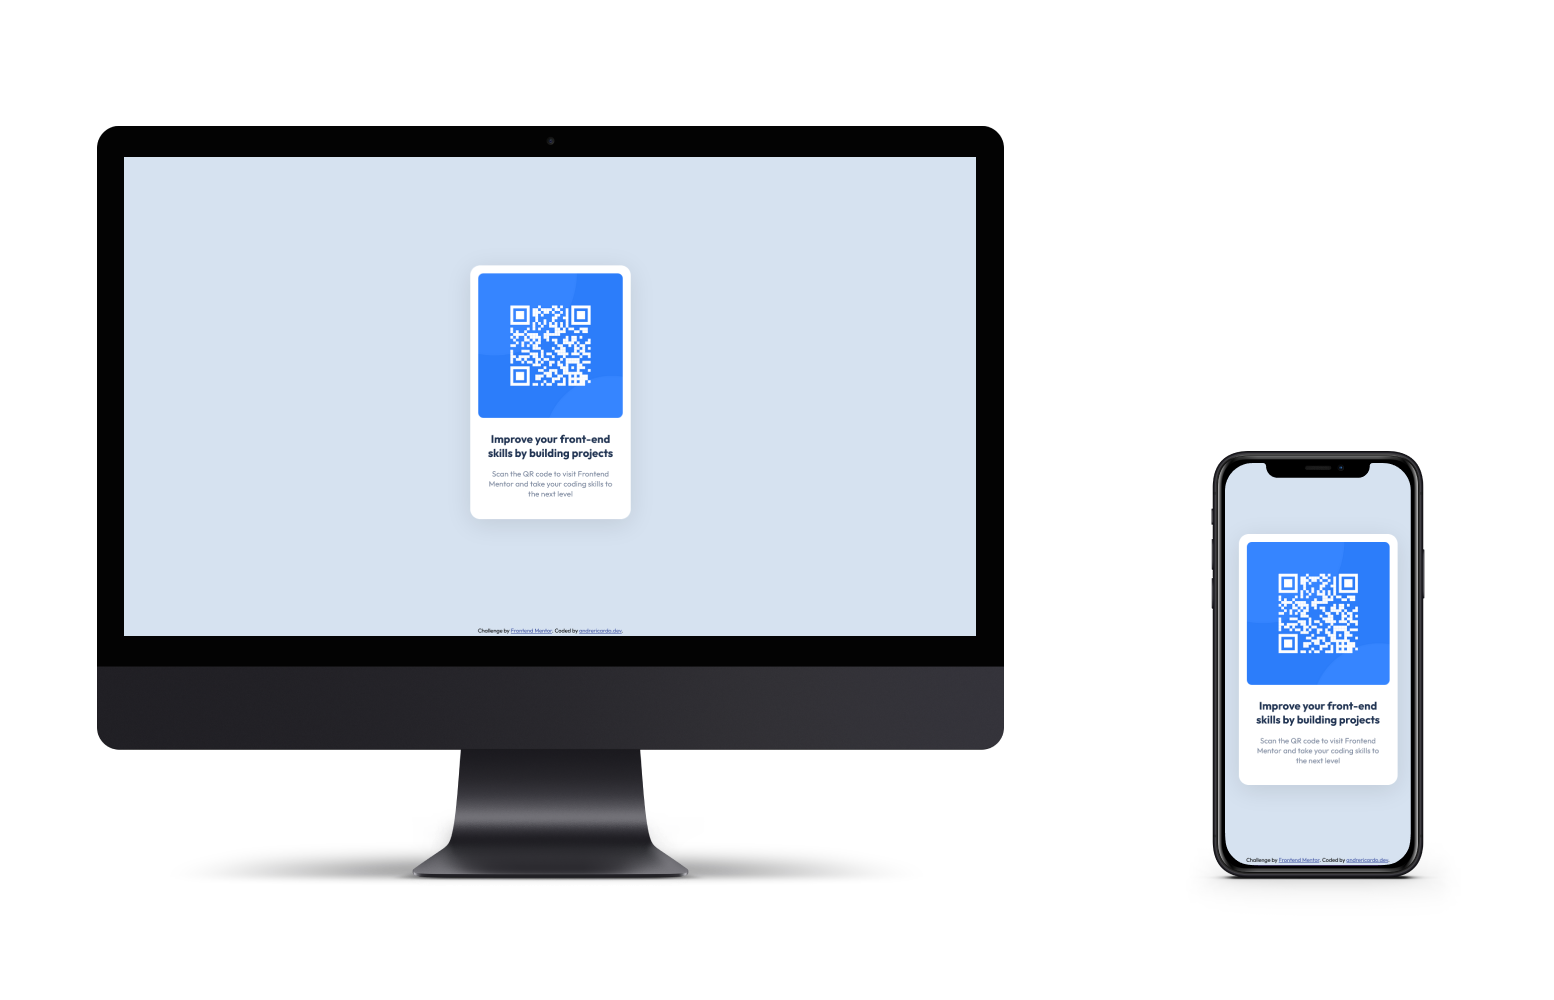 Improve your front-end
skills by building projects
Scan the QR code to visit Frontend
Mentor and take your coding skills to
the next level
Challenge by Frontend Mentor. Coded by andrericardo.dev.
Improve your front-end
skills by building projects
Scan the QR code to visit Frontend
Mentor and take your coding skills to
the next level
Challenge by Frontend Mentor. Coded by andrericardo.dev.